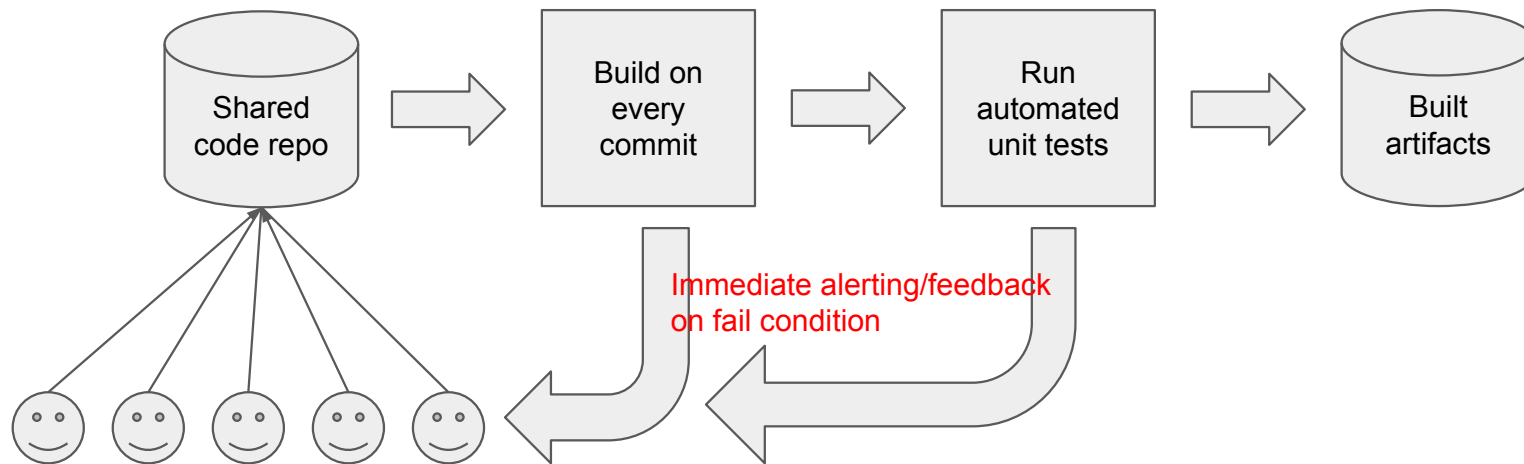 Shared
code repo
Build on
every
commit
Run
automated
unit tests
Built
artifacts
Immediate alerting/feedback
on fail condition